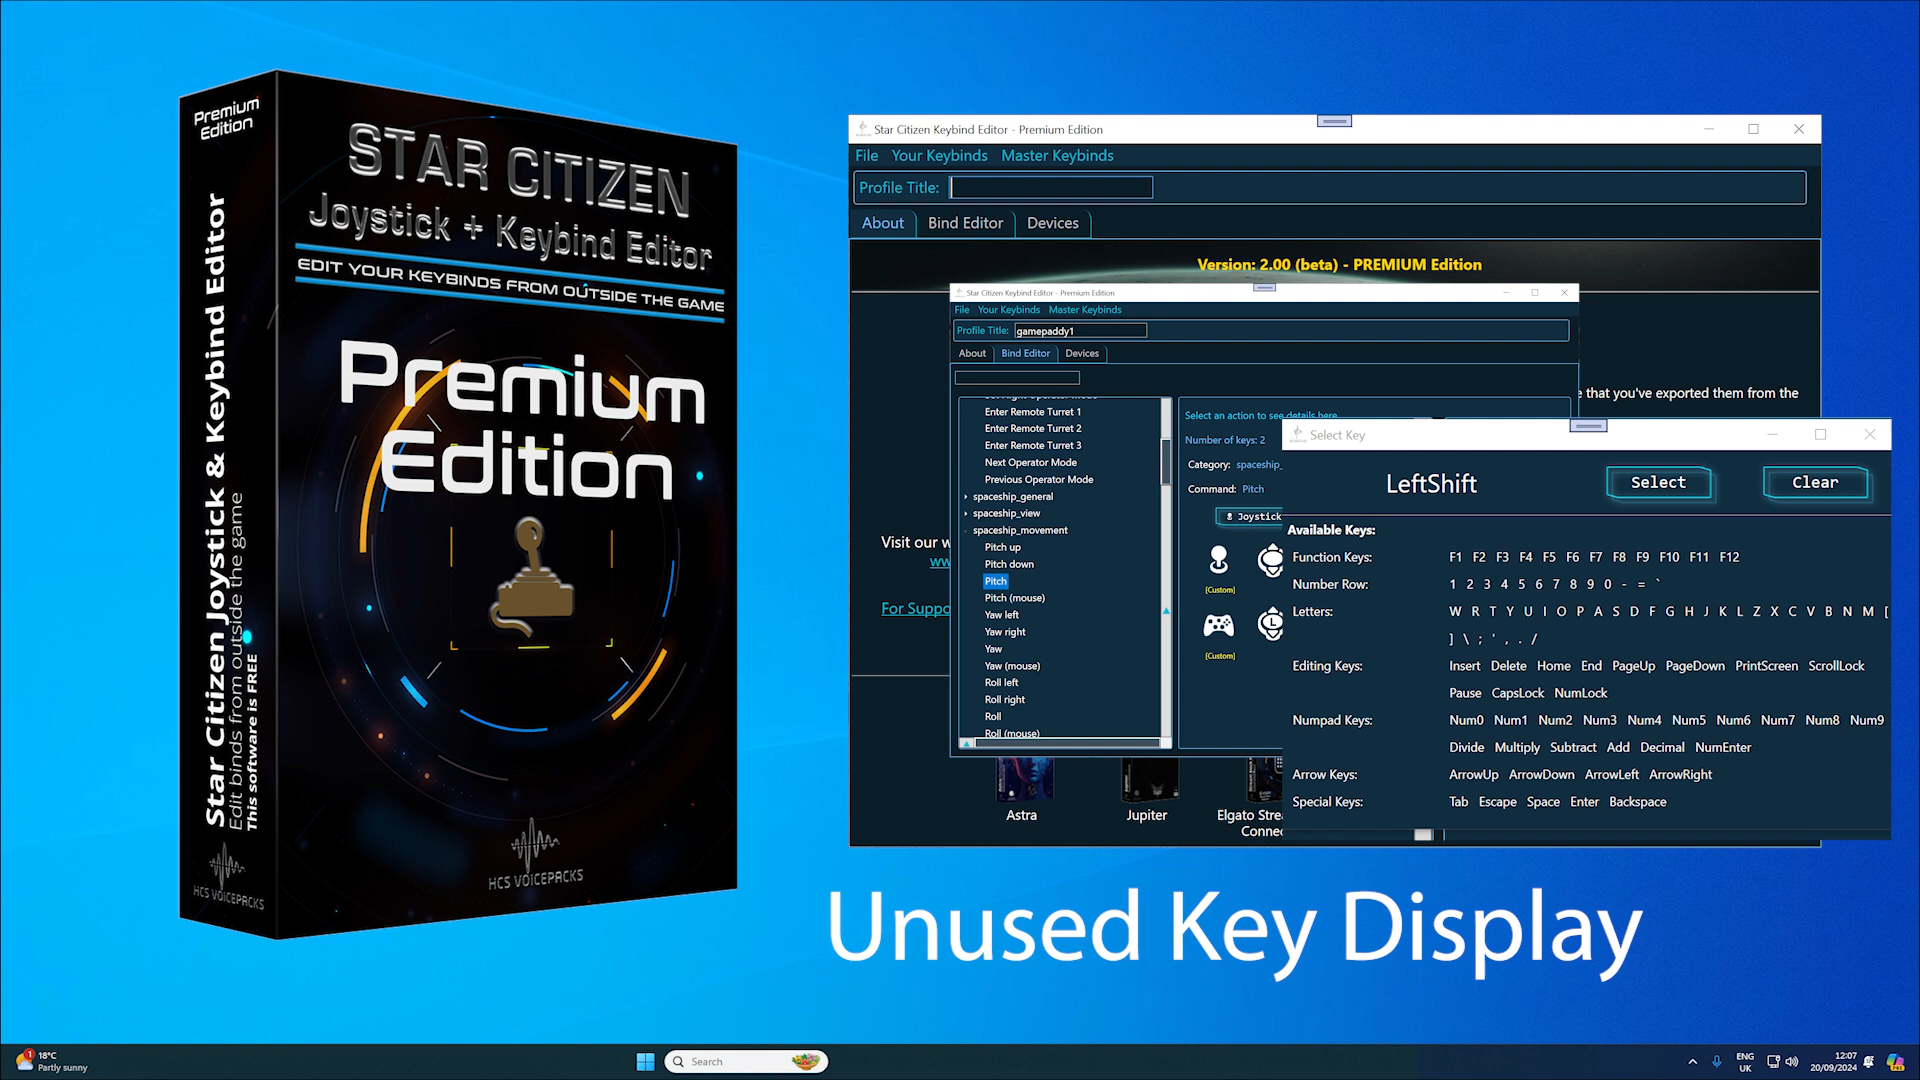 Premium
Edition
Star Citizen Joystick & Keybind Editor
Edit binds from outside the game
This software is FREE
HCS VOICEPACKS
STAR CITIZEN
Joystick + Keybind Editor
EDIT YOUR KEYBINDS FROM OUTSIDE THE GAME
Premium
Edition
HCS VOICEPACKS
Star Citizen Keybind Editor - Premium Edition
File Your Keybinds Master Keybinds
Profile Title:
About Bind Editor Devices
Version: 2.00 (beta) - PREMIUM Edition
that you've exported them from the
Visit our w
ww
For Suppo
Astra
Jupiter
Elgato Strea
Connec
Star Citizen Keybind Editor - Premium Edition
File Your Keybinds Master Keybinds
Profile Title: gamepaddy1
About Bind Editor Devices
Enter Remote Turret 1
Enter Remote Turret 2
Enter Remote Turret 3
Next Operator Mode
Previous Operator Mode
spaceship_general
spaceship_view
spaceship_movement
Pitch up
Pitch down
Pitch
Pitch (mouse)
Yaw left
Yaw right
Yaw
Yaw (mouse)
Roll left
Roll right
Roll
Roll (mouse)
Select an action to see details here
Number of keys: 2
Category: spaceship_
Command: Pitch
Joystick
[Custom]
L
[Custom]
Select Key
LeftShift
Select
Clear
Available Keys:
Function Keys: F1 F2 F3 F4 F5 F6 F7 F8 F9 F10 F11 F12
Number Row: 1 2 3 4 5 6 7 8 9 0 - = `
Letters: W R T Y U I O P A S D F G H J K L Z X C V B N M [
] \ ; ' , . /
Editing Keys: Insert Delete Home End PageUp PageDown PrintScreen ScrollLock
Pause CapsLock NumLock
Numpad Keys: Num0 Num1 Num2 Num3 Num4 Num5 Num6 Num7 Num8 Num9
Divide Multiply Subtract Add Decimal NumEnter
Arrow Keys: ArrowUp ArrowDown ArrowLeft ArrowRight
Special Keys: Tab Escape Space Enter Backspace
Unused Key Display
1
18°C
Partly sunny
Search
ENG
UK
12:07
20/09/2024